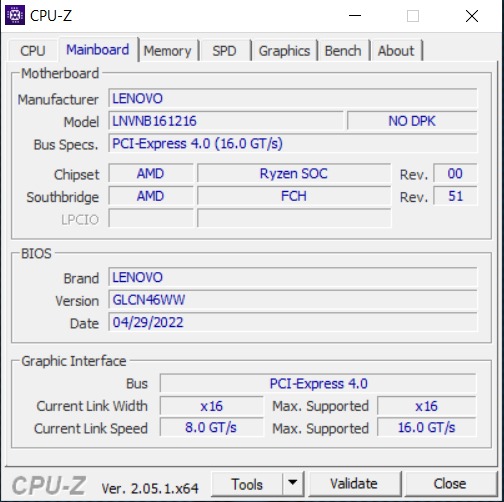 CPU-Z
CPU Mainboard Memory SPD Graphics Bench About
Motherboard
Manufacturer LENOVO
Model LNVNB161216 NO DPK
Bus Specs. PCI-Express 4.0 (16.0 GT/s)
Chipset AMD Ryzen SOC Rev. 00
Southbridge AMD FCH Rev. 51
LPCIO
BIOS
Brand LENOVO
Version GLCN46WW
Date 04/29/2022
Graphic Interface
Bus PCI-Express 4.0
Current Link Width x16 Max. Supported x16
Current Link Speed 8.0 GT/s Max. Supported 16.0 GT/s
CPU-Z Ver. 2.05.1.x64 Tools Validate Close